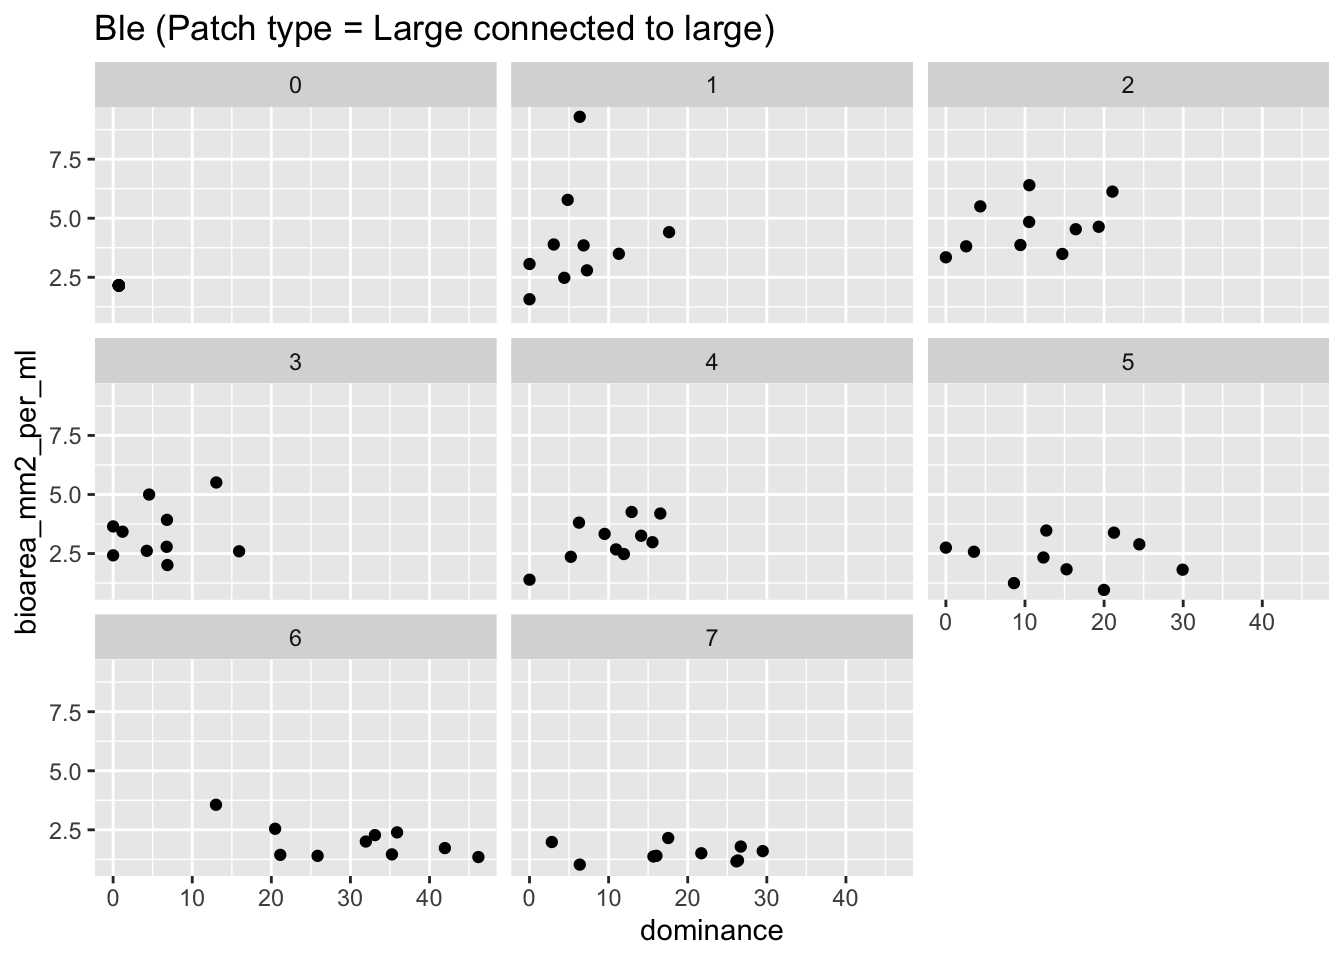 Ble (Patch type = Large connected to large)
0 1 2
7.5
5.0
2.5
3 4 5
7.5
5.0
2.5
0 10 20 30 40
6 7
7.5
5.0
2.5
0 10 20 30 40 0 10 20 30 40
dominance
bioarea_mm2_per_ml